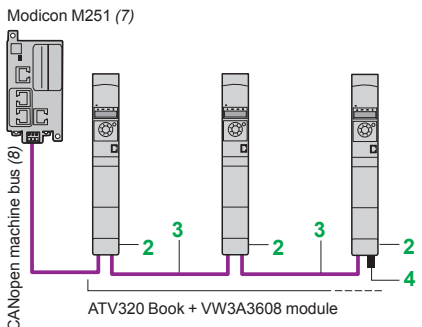 Modicon M251 (7)
CANopen machine bus (8)
3
3
2
2
2
4
ATV320 Book + VW3A3608 module